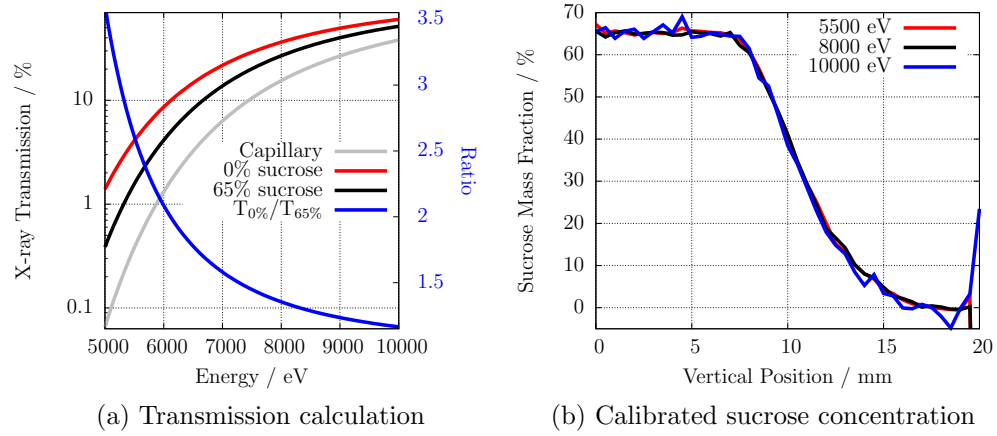 X-ray Transmission / %
10
1
0.1
5000 6000 7000 8000 9000 10000
Energy / eV
3.5
3
2.5
2
1.5
Ratio
Capillary
0% sucrose
65% sucrose
T0%/T65%
(a) Transmission calculation
Sucrose Mass Fraction / %
70
60
50
40
30
20
10
0
0 5 10 15 20
Vertical Position / mm
5500 eV
8000 eV
10000 eV
(b) Calibrated sucrose concentration